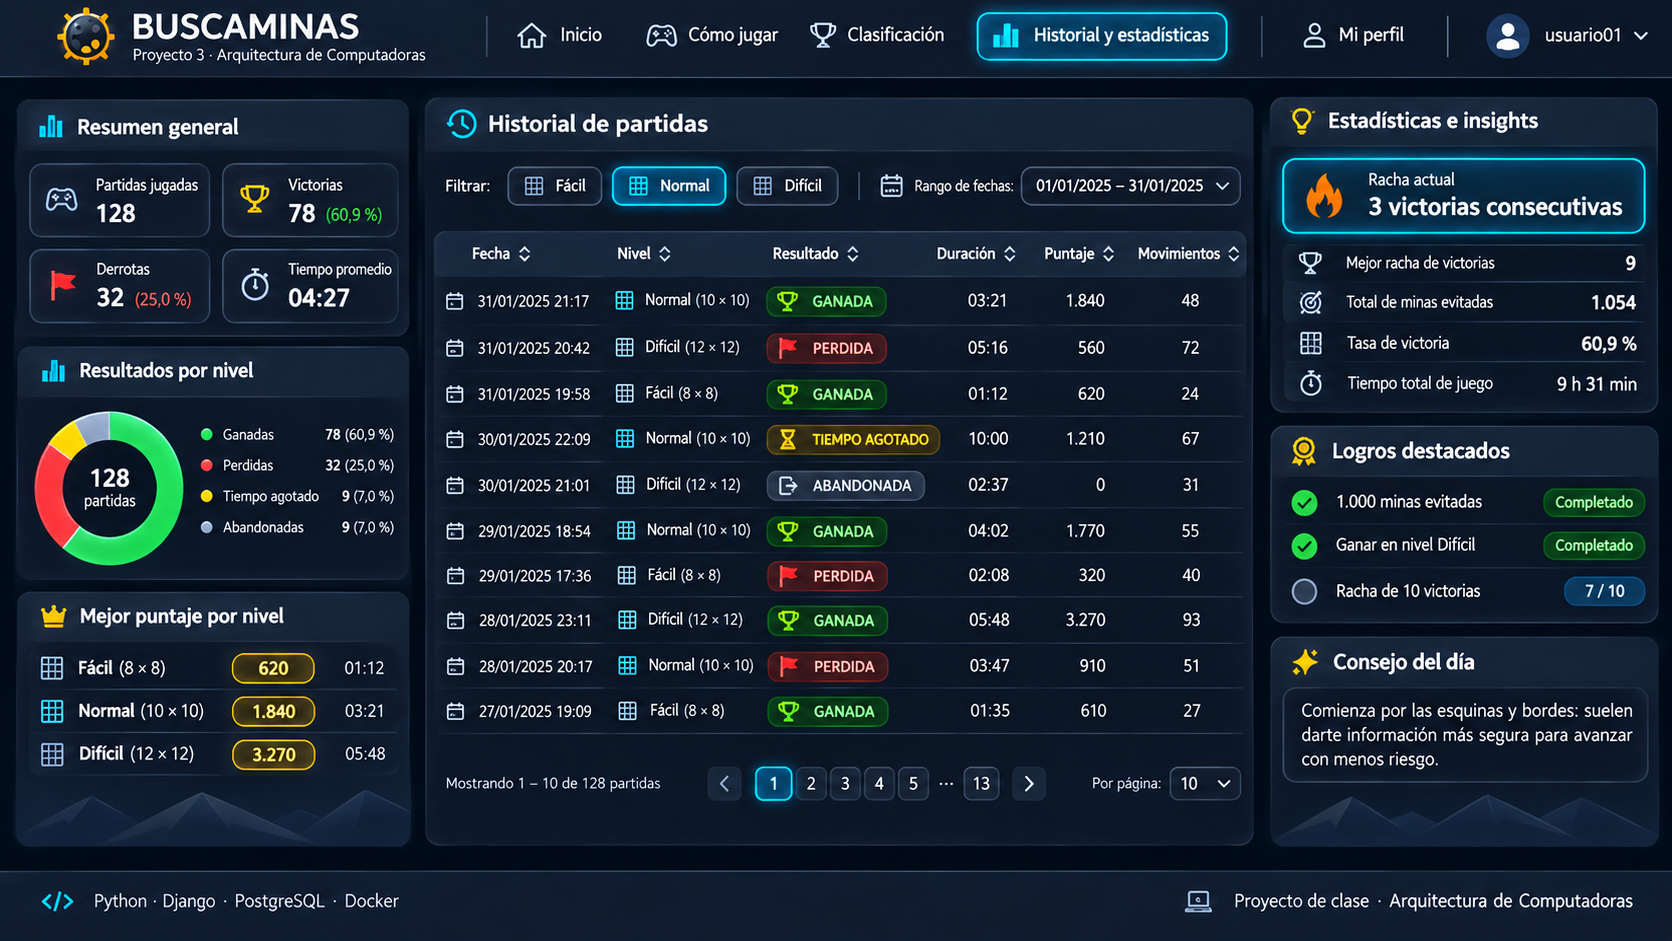 BUSCAMINAS
Proyecto 3 · Arquitectura de Computadoras
Inicio
Cómo jugar
Clasificación
Historial y estadísticas
Mi perfil
usuario01
Resumen general
Partidas jugadas
128
Victorias
78 (60,9 %)
Derrotas
32 (25,0 %)
Tiempo promedio
04:27
Resultados por nivel
128
partidas
Ganadas 78 (60,9 %)
Perdidas 32 (25,0 %)
Tiempo agotado 9 (7,0 %)
Abandonadas 9 (7,0 %)
Mejor puntaje por nivel
Fácil (8 × 8) 620 01:12
Normal (10 × 10) 1.840 03:21
Difícil (12 × 12) 3.270 05:48
Historial de partidas
Filtrar: Fácil Normal Difícil Rango de fechas: 01/01/2025 – 31/01/2025
Fecha Nivel Resultado Duración Puntaje Movimientos
31/01/2025 21:17 Normal (10 × 10) GANADA 03:21 1.840 48
31/01/2025 20:42 Difícil (12 × 12) PERDIDA 05:16 560 72
31/01/2025 19:58 Fácil (8 × 8) GANADA 01:12 620 24
30/01/2025 22:09 Normal (10 × 10) TIEMPO AGOTADO 10:00 1.210 67
30/01/2025 21:01 Difícil (12 × 12) ABANDONADA 02:37 0 31
29/01/2025 18:54 Normal (10 × 10) GANADA 04:02 1.770 55
29/01/2025 17:36 Fácil (8 × 8) PERDIDA 02:08 320 40
28/01/2025 23:11 Difícil (12 × 12) GANADA 05:48 3.270 93
28/01/2025 20:17 Normal (10 × 10) PERDIDA 03:47 910 51
27/01/2025 19:09 Fácil (8 × 8) GANADA 01:35 610 27
Mostrando 1 – 10 de 128 partidas
1 2 3 4 5 ... 13
Por página: 10
Estadísticas e insights
Racha actual
3 victorias consecutivas
Mejor racha de victorias 9
Total de minas evitadas 1.054
Tasa de victoria 60,9 %
Tiempo total de juego 9 h 31 min
Logros destacados
1.000 minas evitadas Completado
Ganar en nivel Difícil Completado
Racha de 10 victorias 7 / 10
Consejo del día
Comienza por las esquinas y bordes: suelen
darte información más segura para avanzar
con menos riesgo.
</> Python · Django · PostgreSQL · Docker
Proyecto de clase · Arquitectura de Computadoras